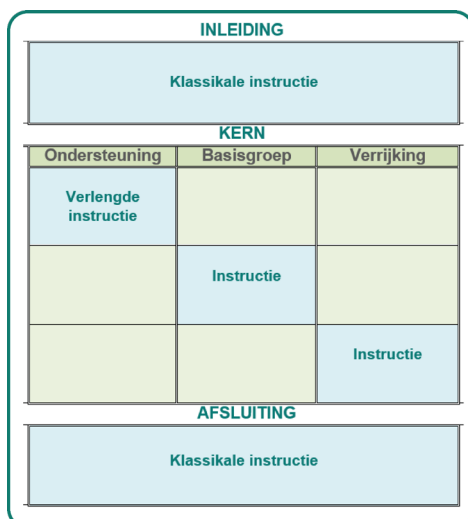 INLEIDING
Klassikale instructie
KERN
Ondersteuning Basisgroep Verrijking
Verlengde
instructie
Instructie
Instructie
AFSLUITING
Klassikale instructie